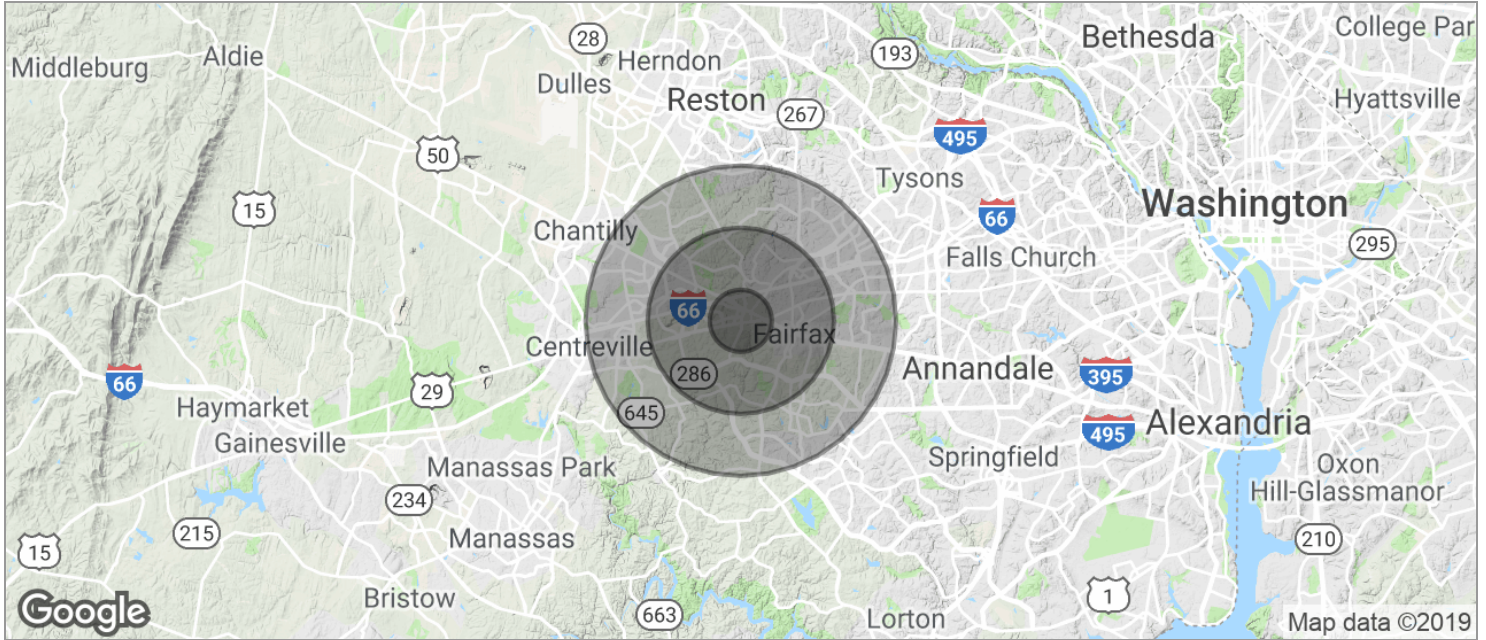 College Par
Bethesda
28
193
Aldie
Herndon
Middleburg
Dulles
Reston
Hyattsville
267
495
50
Tysons
Washington
15
66
Chantilly
295
Falls Church
66
Fairfax
Centreville
Annandale
286
395
66
29
Haymarket
645
495
Alexandria
Gainesville
Springfield
Manassas Park
Oxon
Hill-Glassmanor
234
215
Manassas
210
15
Bristow
1
Google
663
Lorton
Map data ©2019